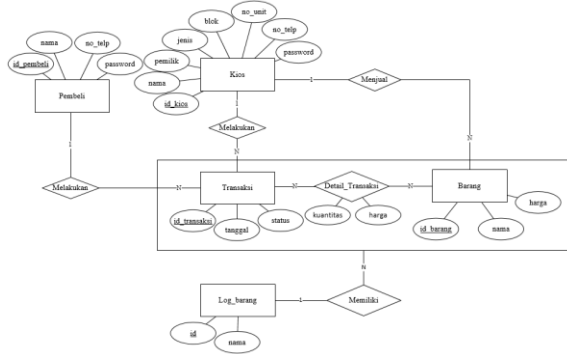 no_unit
blok
nama
no_telp
jenis
no_telp
id_pembeli
password
pemilik
password
Kios
1
Menjual
Pembeli
nama
id_kios
1
1
Melakukan
N
N
Melakukan
N
Transaksi
N
Detail_Transaksi
N
Barang
harga
id_transaksi
status
kuantitas
harga
tanggal
id_barang
nama
N
Log_barang
1
Memiliki
id
nama